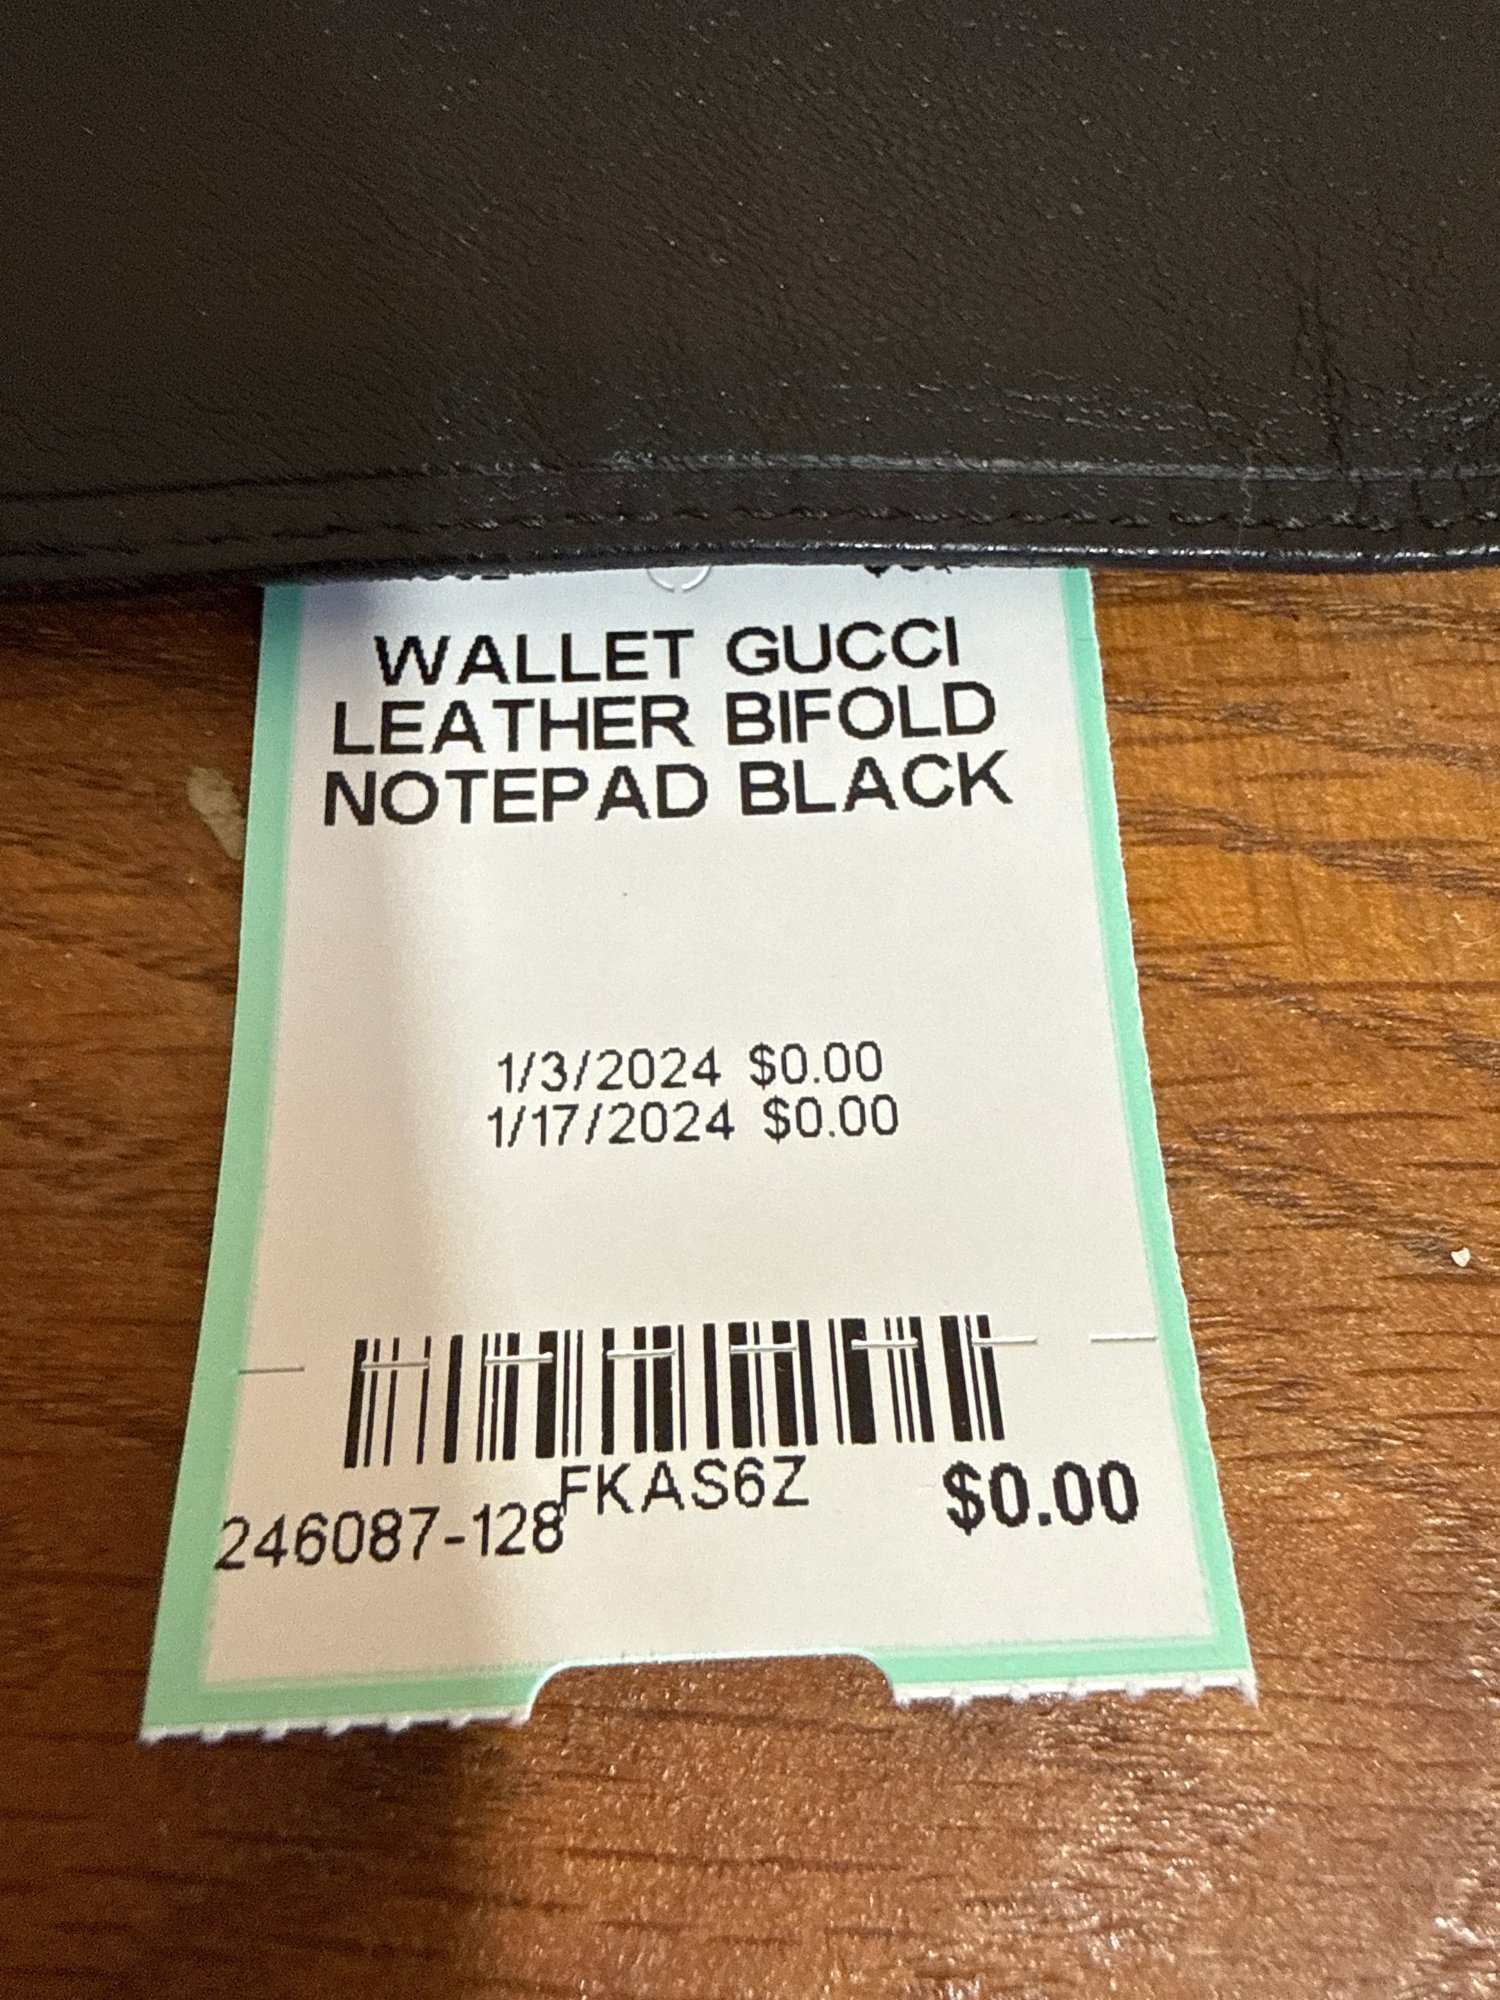 WALLET GUCCI
LEATHER BIFOLD
NOTEPAD BLACK
1/3/2024 $0.00
1/17/2024 $0.00
FKAS6Z
246087-128
$0.00